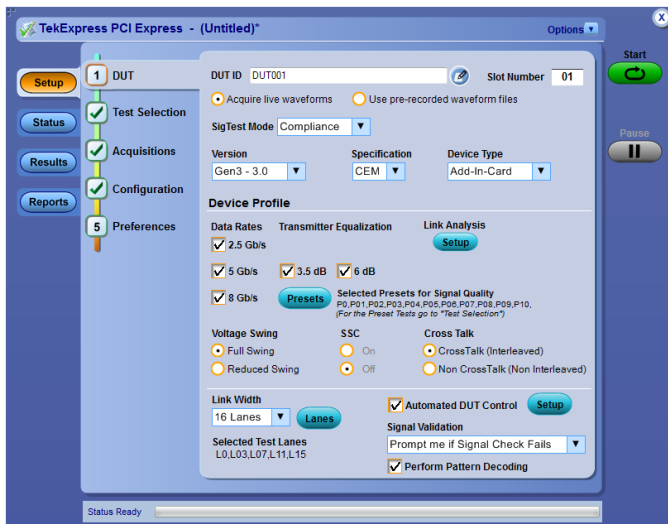 TekExpress PCI Express - (Untitled)*
Options
x
Start
Pause
Setup
Status
Results
Reports
1 DUT
Test Selection
Acquisitions
Configuration
5 Preferences
DUT ID DUT001
Slot Number 01
Acquire live waveforms Use pre-recorded waveform files
SigTest Mode Compliance
Version Specification Device Type
Gen3 - 3.0 CEM Add-In-Card
Device Profile
Data Rates Transmitter Equalization Link Analysis
2.5 Gb/s Setup
5 Gb/s 3.5 dB 6 dB
8 Gb/s Presets
Selected Presets for Signal Quality
P0,P01,P02,P03,P04,P05,P06,P07,P08,P09,P10,
(For the Preset Tests go to "Test Selection")
Voltage Swing SSC Cross Talk
Full Swing On CrossTalk (Interleaved)
Reduced Swing Off Non CrossTalk (Non Interleaved)
Link Width
16 Lanes Lanes
Selected Test Lanes
L0,L03,L07,L11,L15
Automated DUT Control Setup
Signal Validation
Prompt me if Signal Check Fails
Perform Pattern Decoding
Status Ready